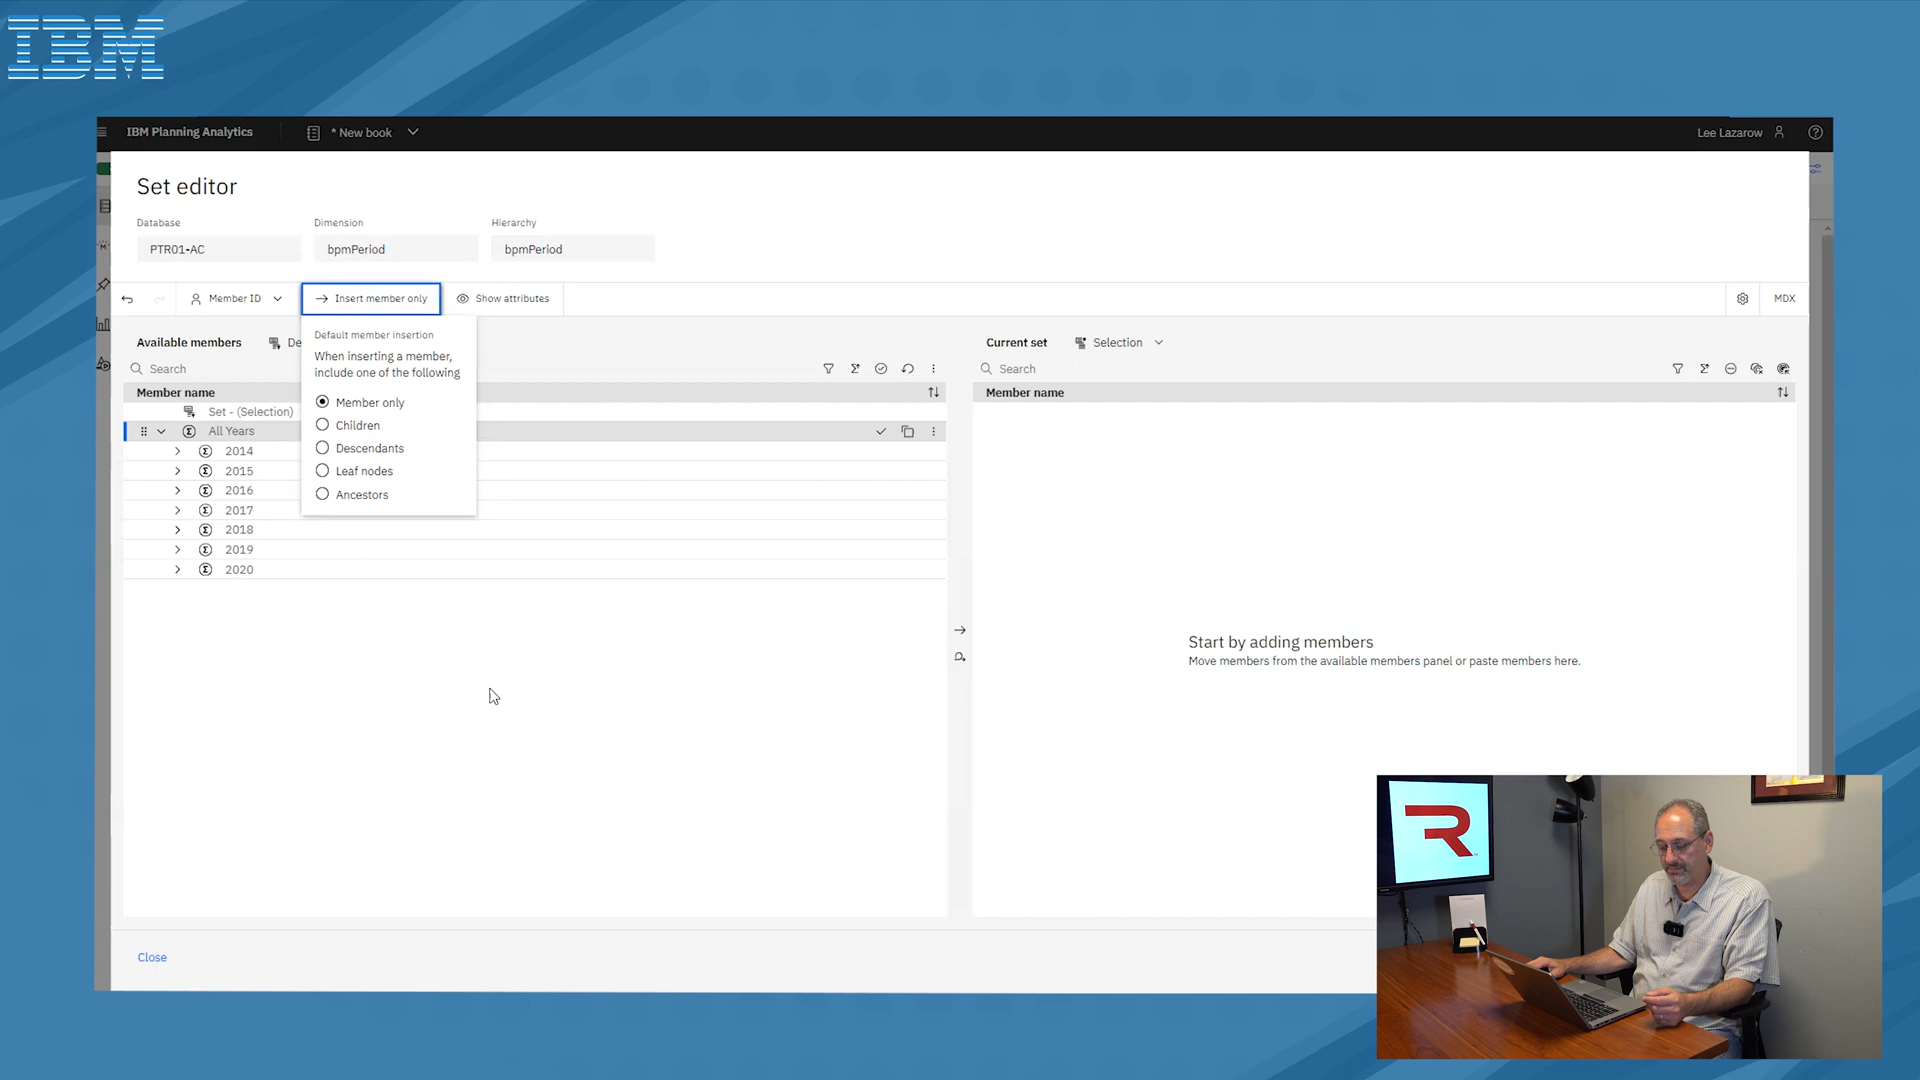 IBM
IBM Planning Analytics
* New book
Lee Lazarow
Set editor
Database
Dimension
Hierarchy
PTR01-AC
bpmPeriod
bpmPeriod
Member ID
Insert member only
Show attributes
MDX
Default member insertion
When inserting a member,
include one of the following
Member only
Children
Descendants
Leaf nodes
Ancestors
Available members
De
Search
Member name
Set - (Selection)
All Years
2014
2015
2016
2017
2018
2019
2020
Current set
Selection
Search
Member name
Start by adding members
Move members from the available members panel or paste members here.
Close
R